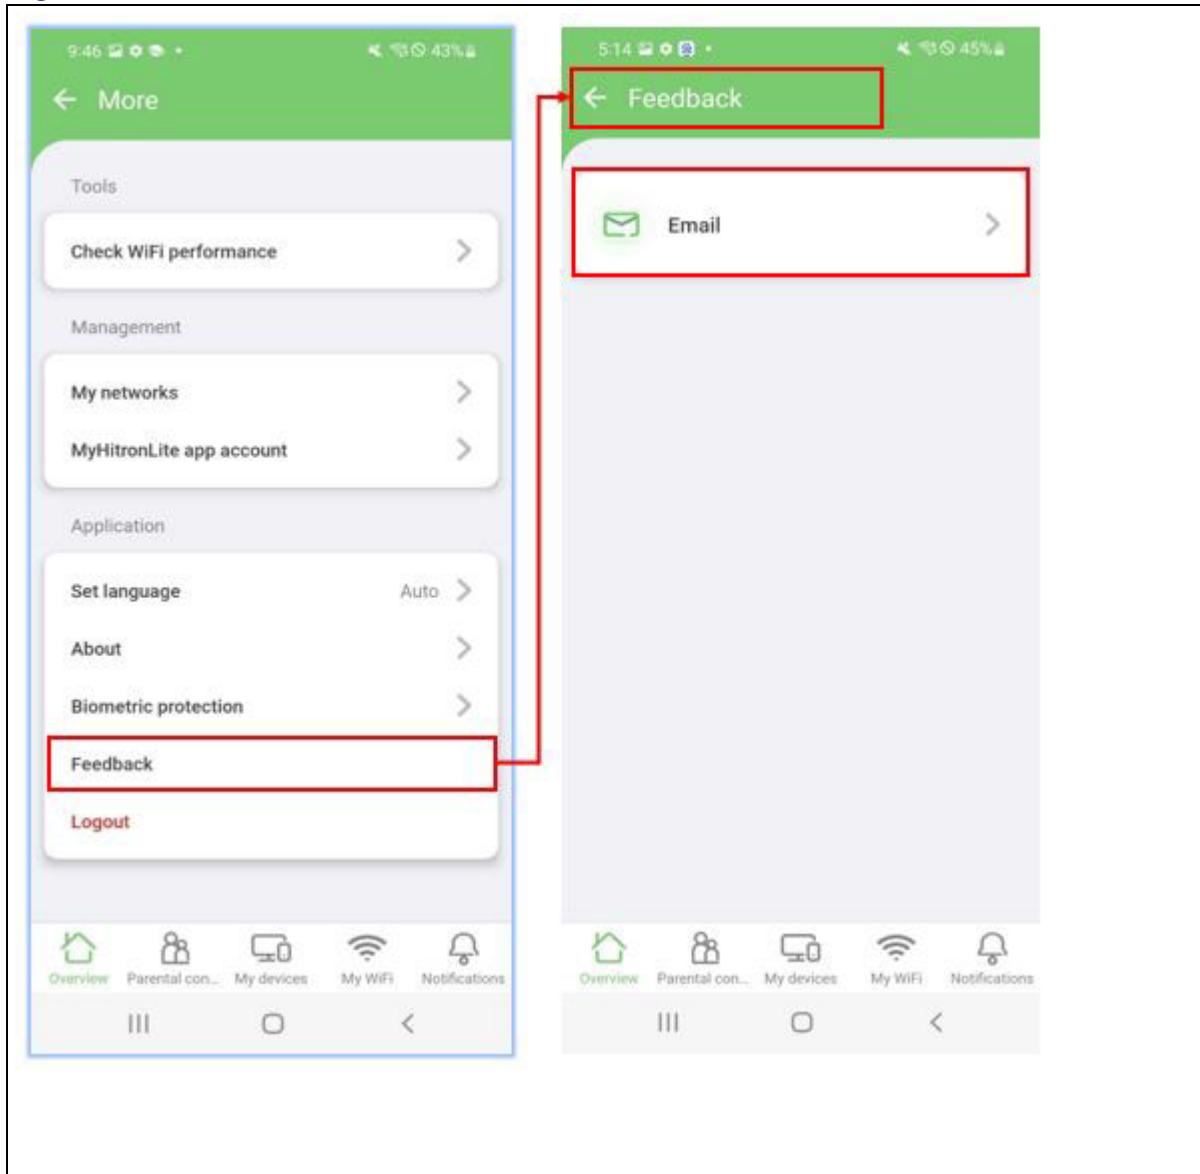 9:46
43%
More
Tools
Check WiFi performance
Management
My networks
MyHitronLite app account
Application
Set language Auto
About
Biometric protection
Feedback
Logout
Overview Parental con... My devices My WiFi Notifications
5:14
45%
Feedback
Email
Overview Parental con... My devices My WiFi Notifications